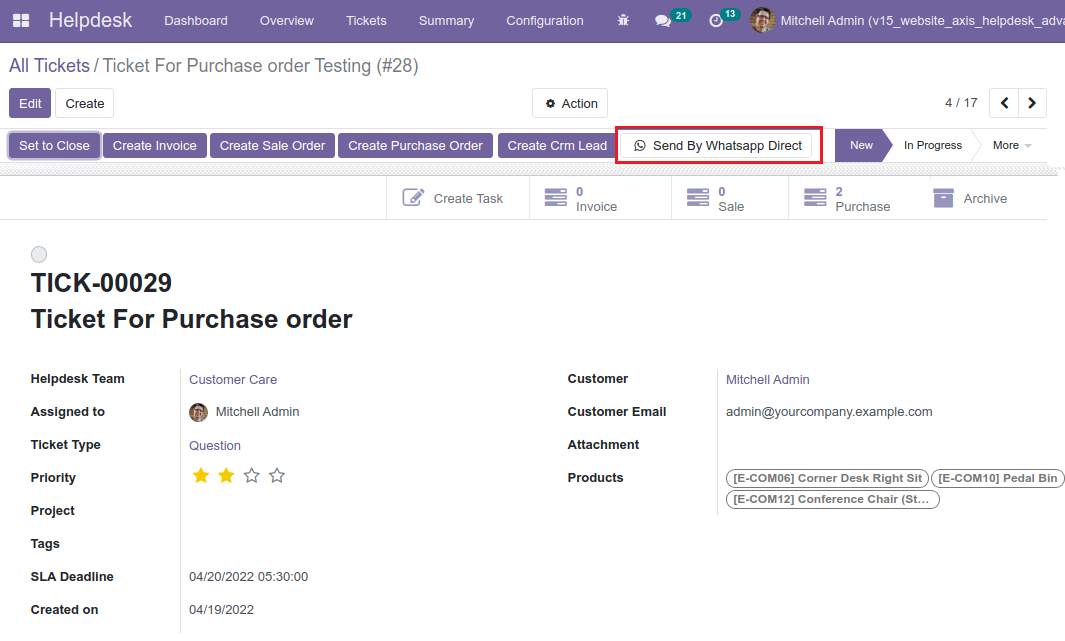 Helpdesk Dashboard Overview Tickets Summary Configuration 21 13 Mitchell Admin (v15_website_axis_helpdesk_adva
All Tickets / Ticket For Purchase order Testing (#28)
Edit Create Action 4 / 17
Set to Close Create Invoice Create Sale Order Create Purchase Order Create Crm Lead Send By Whatsapp Direct New In Progress More
Create Task 0 Invoice 0 Sale 2 Purchase Archive
TICK-00029
Ticket For Purchase order
Helpdesk Team Customer Care Customer Mitchell Admin
Assigned to Mitchell Admin Customer Email admin@yourcompany.example.com
Ticket Type Question Attachment
Priority Products [E-COM06] Corner Desk Right Sit [E-COM10] Pedal Bin
[E-COM12] Conference Chair (St...
Project
Tags
SLA Deadline 04/20/2022 05:30:00
Created on 04/19/2022